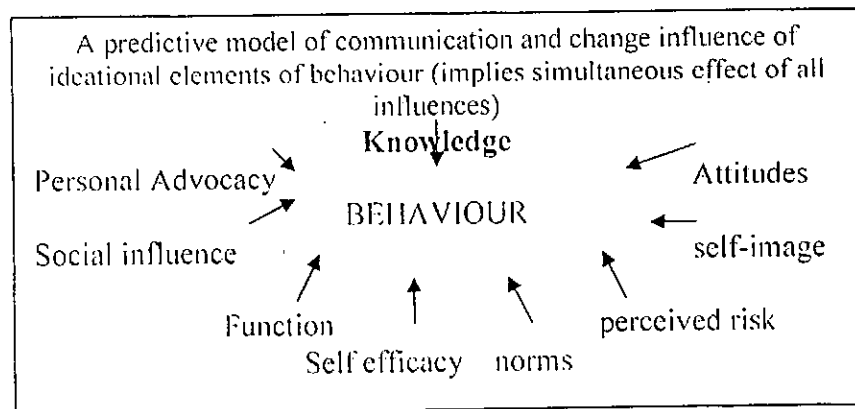 A predictive model of communication and change influence of
ideational elements of behaviour (implies simultaneous effect of all
influences)
Knowledge
Personal Advocacy
Attitudes
BEHAVIOUR
Social influence
self-image
Function
perceived risk
Self efficacy norms